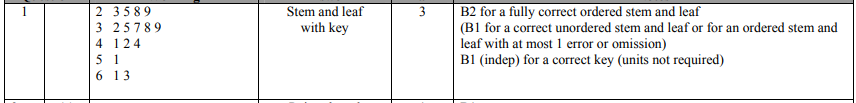 1 2 3 5 8 9 Stem and leaf 3 B2 for a fully correct ordered stem and leaf
3 2 5 7 8 9 with key (B1 for a correct unordered stem and leaf or for an ordered stem and
4 1 2 4 leaf with at most 1 error or omission)
5 1 B1 (indep) for a correct key (units not required)
6 1 3